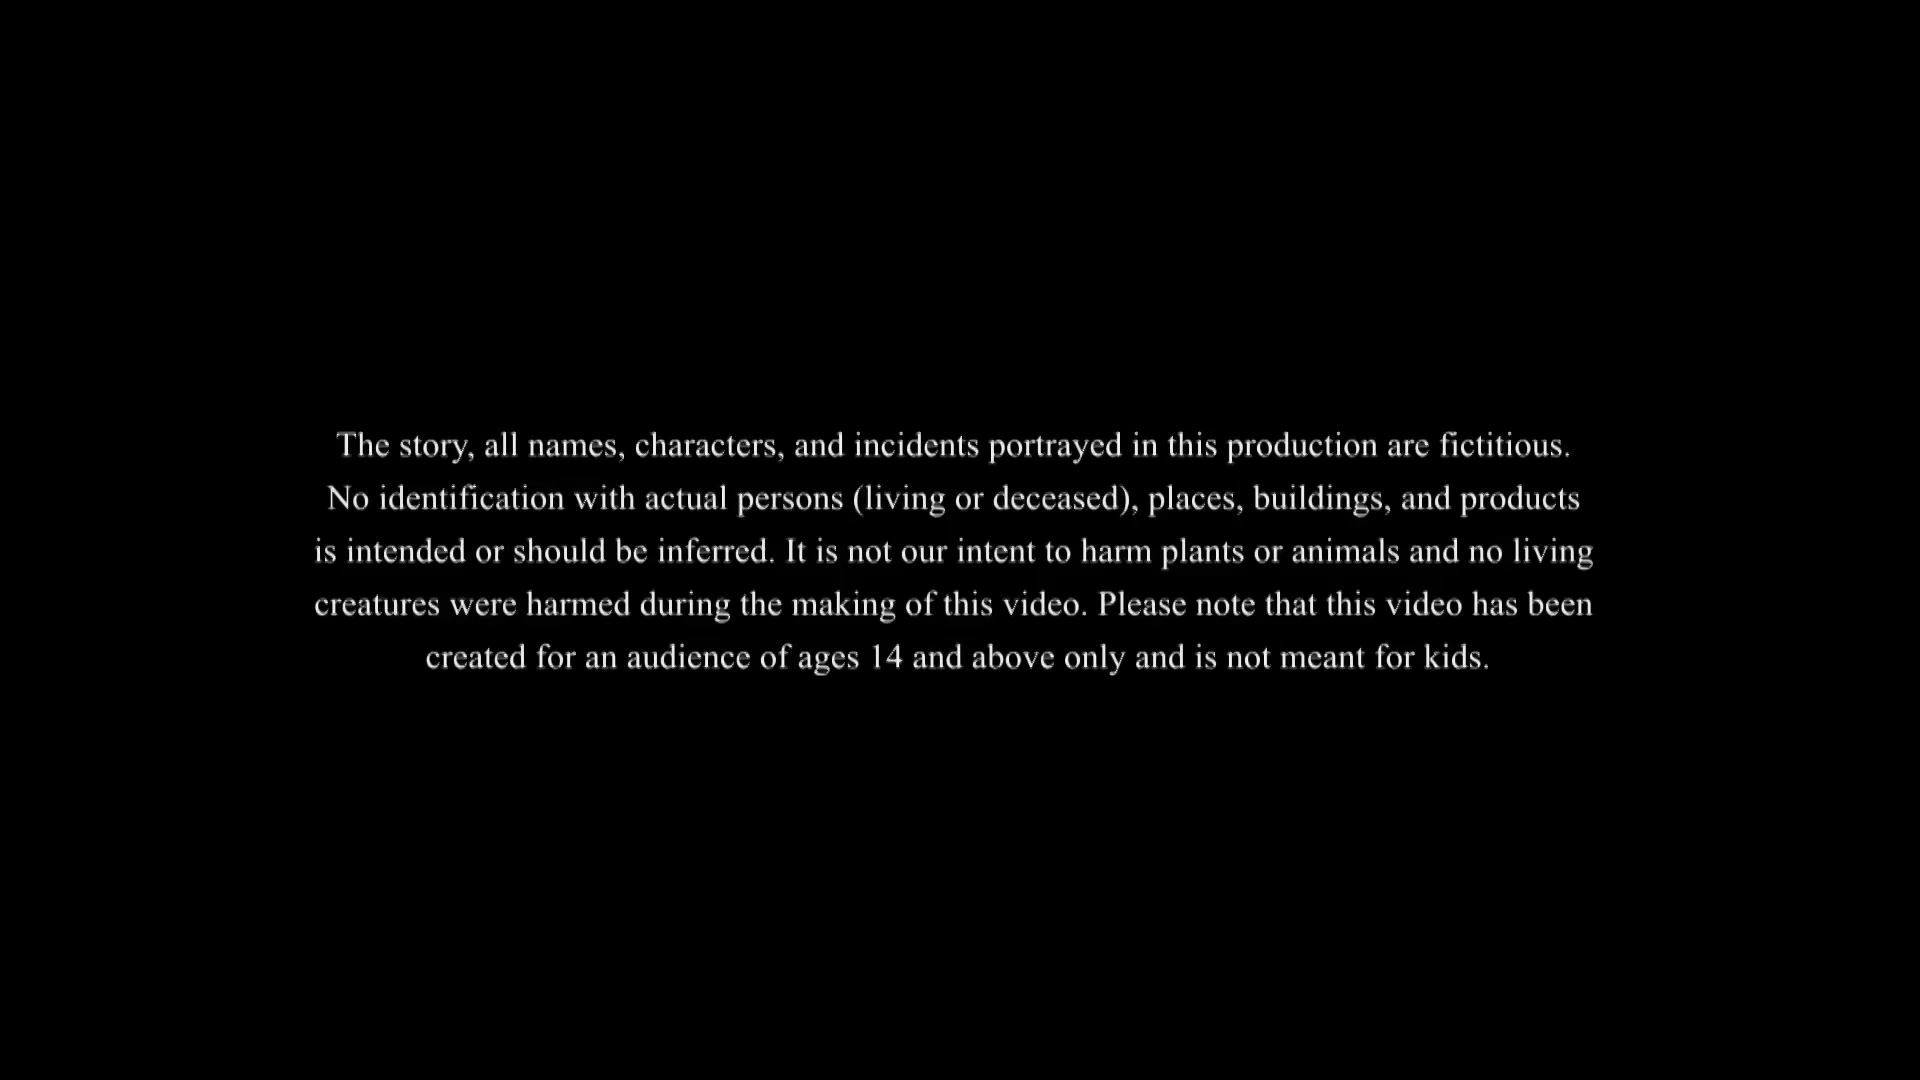 The story, all names, characters, and incidents portrayed in this production are fictitious.
No identification with actual persons (living or deceased), places, buildings, and products
is intended or should be inferred. It is not our intent to harm plants or animals and no living
creatures were harmed during the making of this video. Please note that this video has been
created for an audience of ages 14 and above only and is not meant for kids.